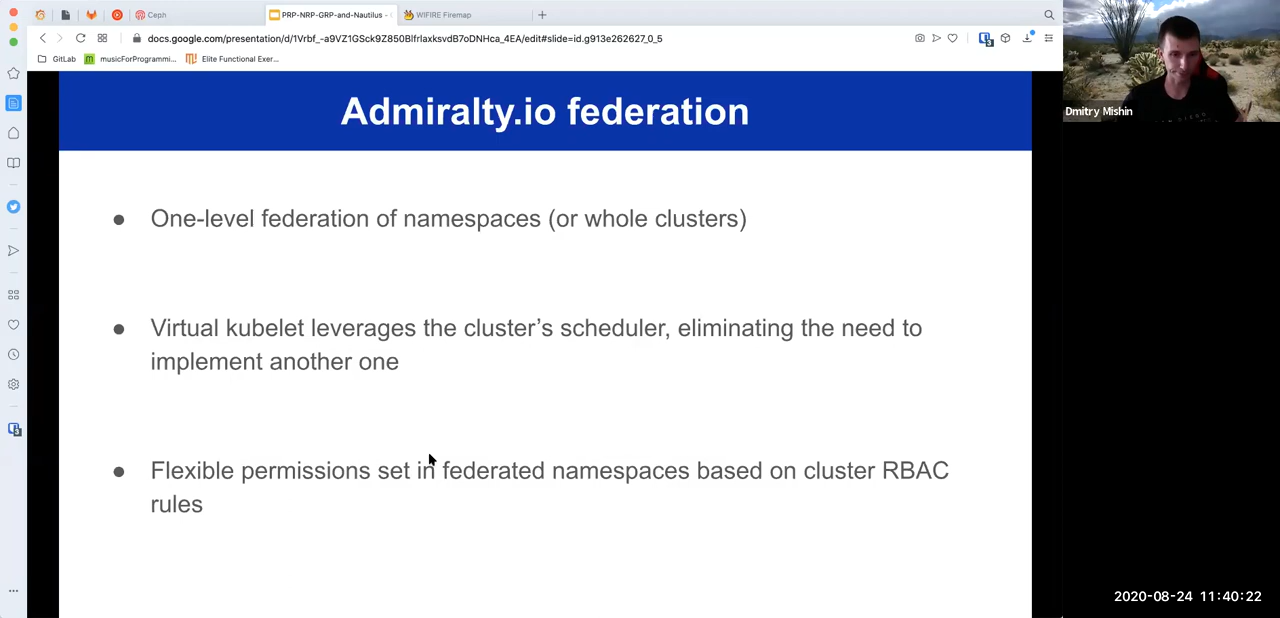 Ceph
PRP-NRP-GRP-and-Nautilus -
WIFIRE Firemap
docs.google.com/presentation/d/1Vrbf_-a9VZ1GSck9Z850BlfrIaxksvdB7oDNHca_4EA/edit#slide=id.g913e262627_0_5
GitLab
musicForProgrammi...
Elite Functional Exer...
Dmitry Mishin
Admiralty.io federation
● One-level federation of namespaces (or whole clusters)
● Virtual kubelet leverages the cluster's scheduler, eliminating the need to
implement another one
● Flexible permissions set in federated namespaces based on cluster RBAC
rules
2020-08-24 11:40:22